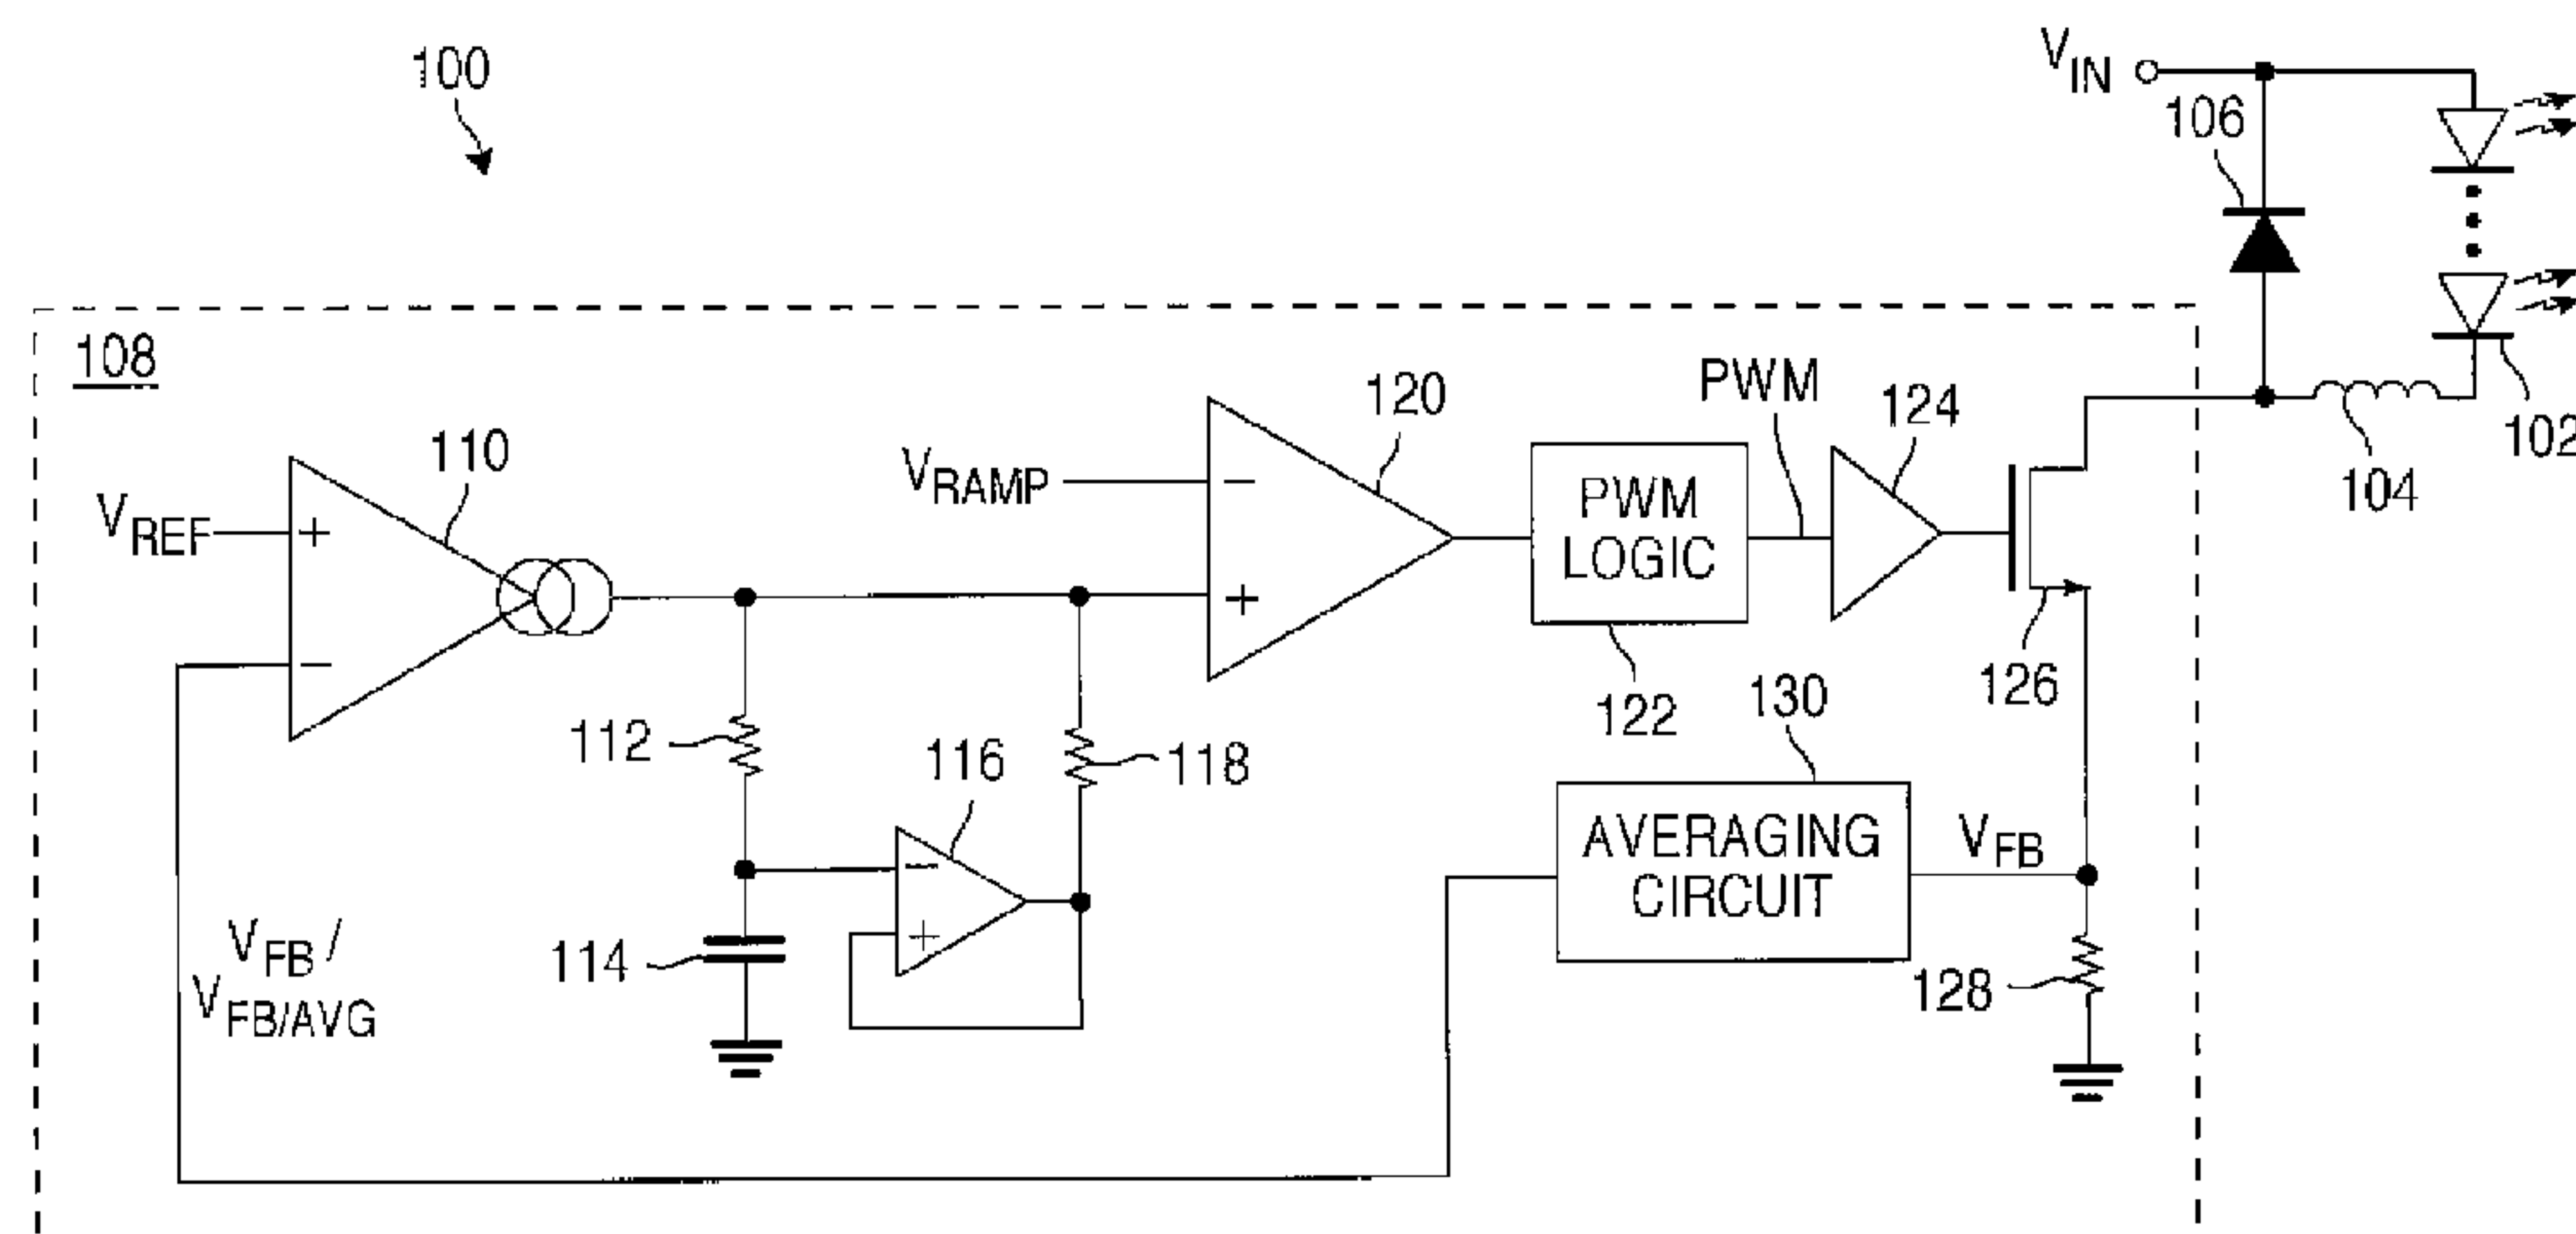 100
V_IN
106
108
110
V_REF
+
−
V_RAMP
−
+
120
PWM
LOGIC
122
PWM
124
126
104
102
112
116
−
+
118
114
130
AVERAGING
CIRCUIT
V_FB
128
V_FB /
V_FB/AVG